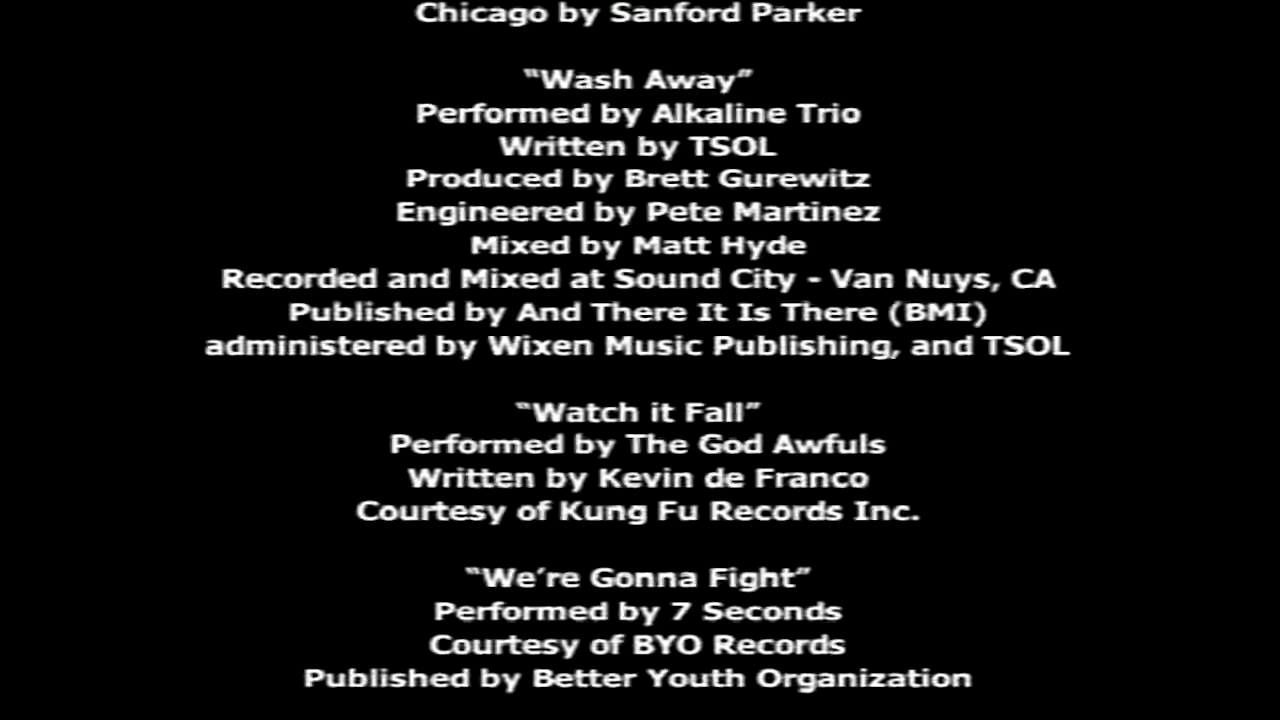 Chicago by Sanford Parker
“Wash Away”
Performed by Alkaline Trio
Written by TSOL
Produced by Brett Gurewitz
Engineered by Pete Martinez
Mixed by Matt Hyde
Recorded and Mixed at Sound City - Van Nuys, CA
Published by And There It Is There (BMI)
administered by Wixen Music Publishing, and TSOL
“Watch it Fall”
Performed by The God Awfuls
Written by Kevin de Franco
Courtesy of Kung Fu Records Inc.
“We’re Gonna Fight”
Performed by 7 Seconds
Courtesy of BYO Records
Published by Better Youth Organization